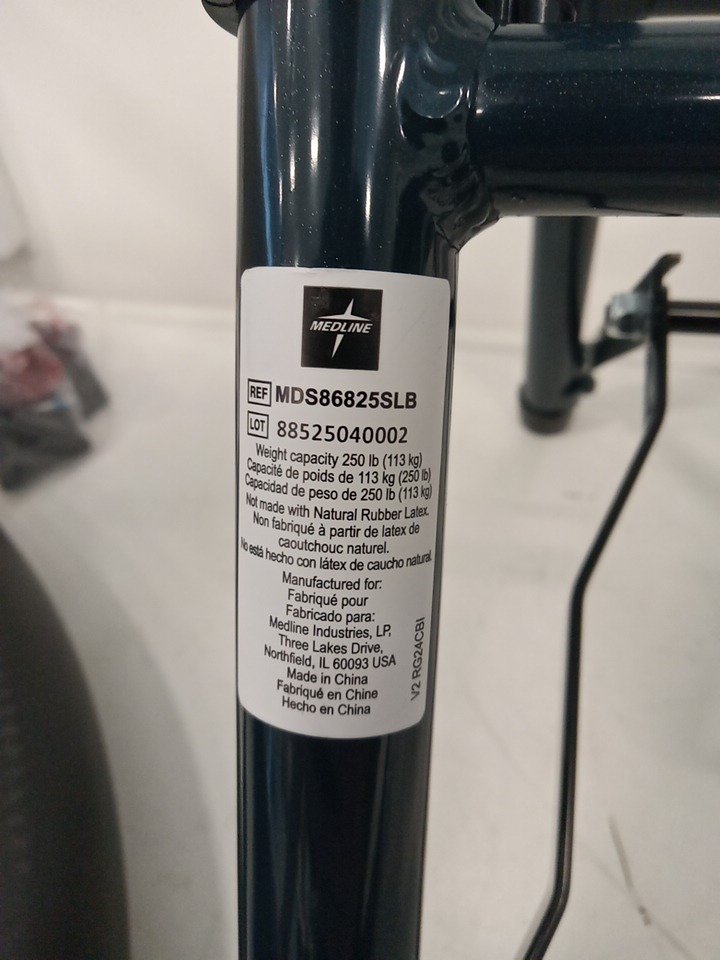 MEDLINE
REF MDS86825SLB
LOT 88525040002
Weight capacity 250 lb (113 kg)
Capacité de poids de 113 kg (250 lb)
Capacidad de peso de 250 lb (113 kg)
Not made with Natural Rubber Latex.
Non fabriqué à partir de latex de
caoutchouc naturel.
No está hecho con látex de caucho natural.
Manufactured for:
Fabriqué pour
Fabricado para:
Medline Industries, LP.
Three Lakes Drive,
Northfield, IL 60093 USA
Made in China
Fabriqué en Chine
Hecho en China
V2 RG24CBI